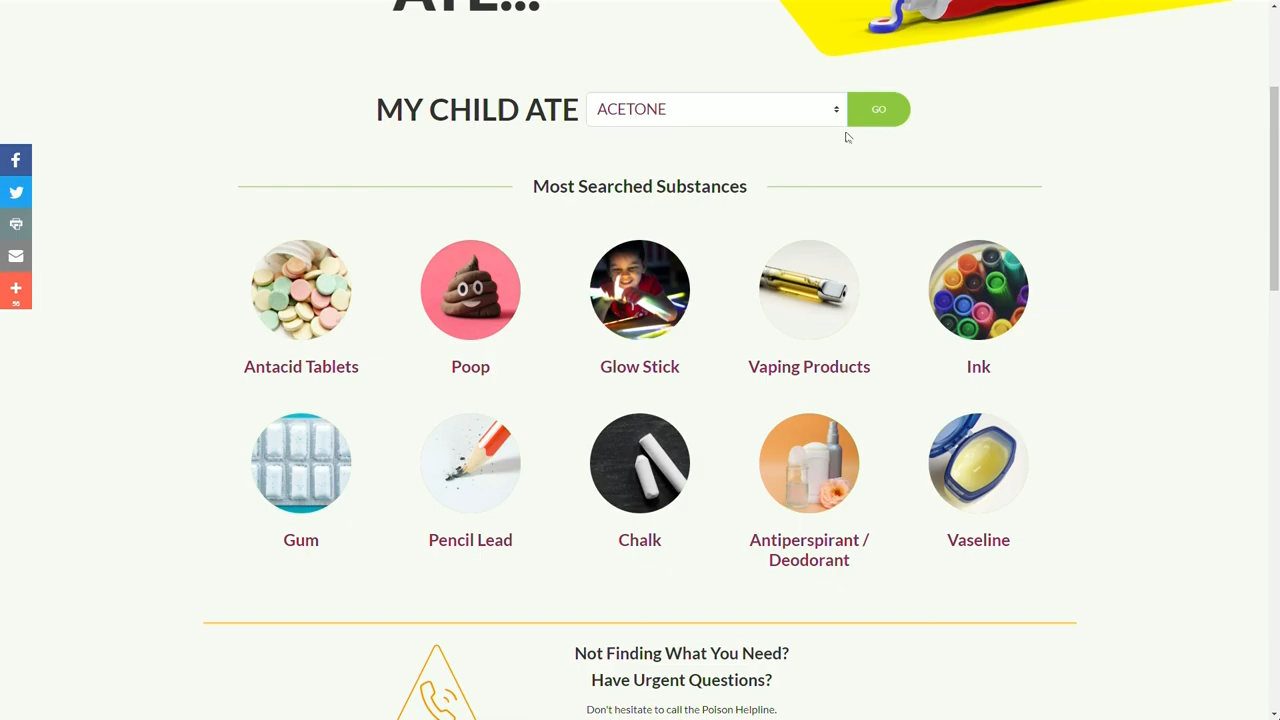 ATE...
MY CHILD ATE
ACETONE
GO
Most Searched Substances
Antacid Tablets
Poop
Glow Stick
Vaping Products
Ink
Gum
Pencil Lead
Chalk
Antiperspirant /
Deodorant
Vaseline
Not Finding What You Need?
Have Urgent Questions?
Don't hesitate to call the Poison Helpline.